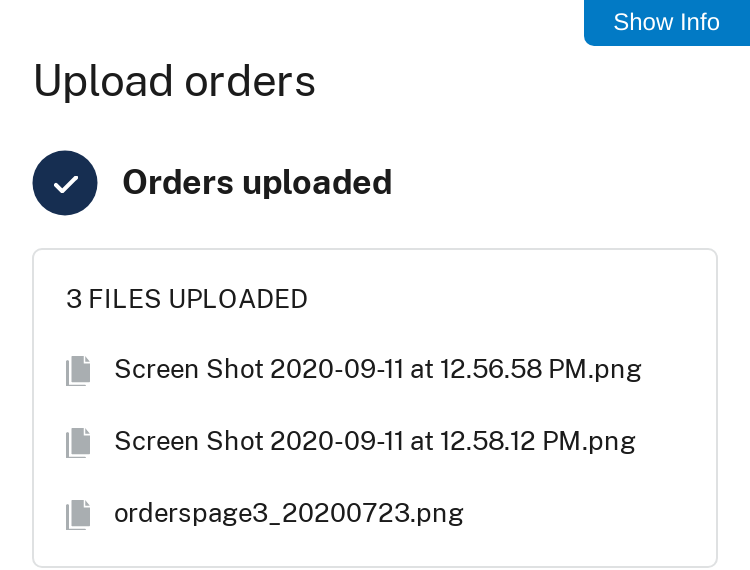 Show Info
Upload orders
Orders uploaded
3 FILES UPLOADED
Screen Shot 2020-09-11 at 12.56.58 PM.png
Screen Shot 2020-09-11 at 12.58.12 PM.png
orderspage3_20200723.png